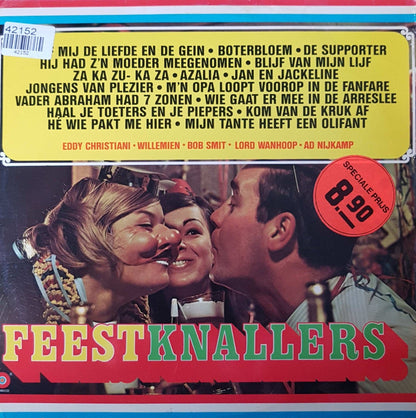 42152
42152
MIJ DE LIEFDE EN DE GEIN • BOTERBLOEM • DE SUPPORTER
HIJ HAD Z'N MOEDER MEEGENOMEN • BLIJF VAN MIJN LIJF
ZA KA ZU- KA ZA • AZALIA • JAN EN JACKELINE
JONGENS VAN PLEZIER • M'N OPA LOOPT VOOROP IN DE FANFARE
VADER ABRAHAM HAD 7 ZONEN • WIE GAAT ER MEE IN DE ARRESLEE
HAAL JE TOETERS EN JE PIEPERS • KOM VAN DE KRUK AF
HÉ WIE PAKT ME HIER • MIJN TANTE HEEFT EEN OLIFANT
EDDY CHRISTIANI • WILLEMIEN • BOB SMIT • LORD WANHOOP • AD NIJKAMP
SPECIALE PRIJS
8.90
FEESTKNALLERS